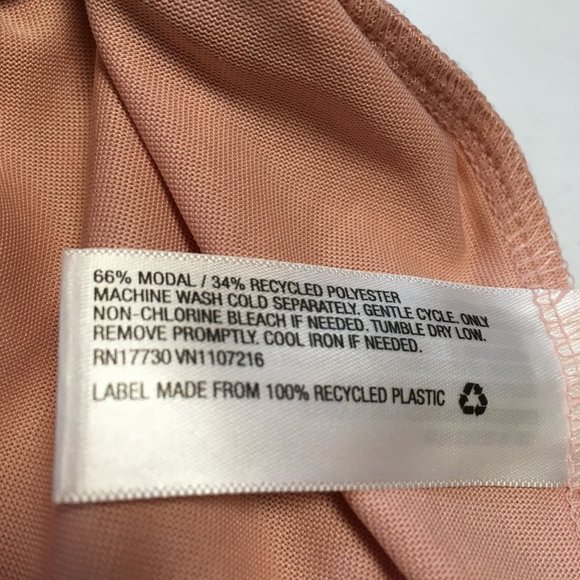 66% MODAL / 34% RECYCLED POLYESTER
MACHINE WASH COLD SEPARATELY. GENTLE CYCLE. ONLY
NON-CHLORINE BLEACH IF NEEDED. TUMBLE DRY LOW.
REMOVE PROMPTLY. COOL IRON IF NEEDED.
RN17730 VN1107216
LABEL MADE FROM 100% RECYCLED PLASTIC